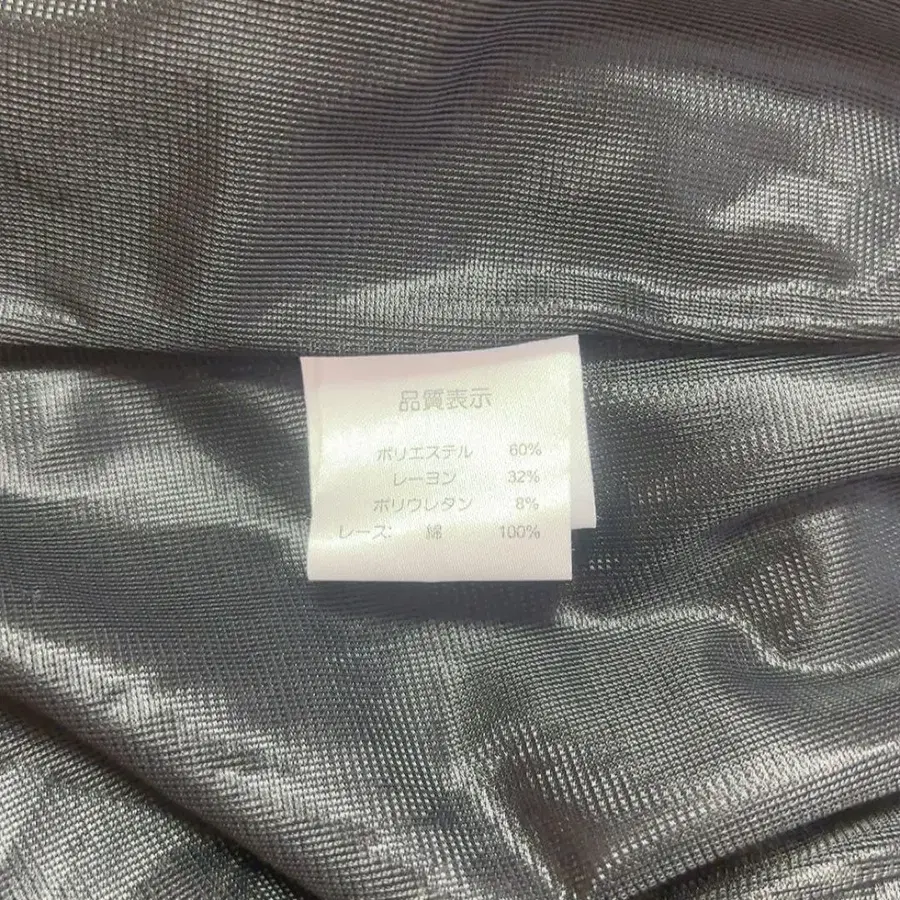 品質表示
ポリエステル 60%
レーヨン 32%
ポリウレタン 8%
レース: 綿 100%